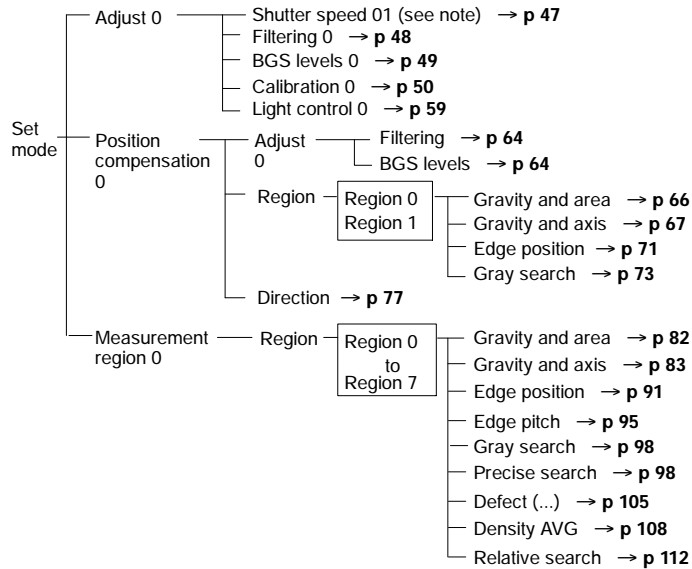 Adjust 0
Shutter speed 01 (see note) → p 47
Filtering 0 → p 48
BGS levels 0 → p 49
Calibration 0 → p 50
Light control 0 → p 59
Set
mode
Position
compensation
0
Adjust
0
Filtering → p 64
BGS levels → p 64
Region
Region 0
Region 1
Gravity and area → p 66
Gravity and axis → p 67
Edge position → p 71
Gray search → p 73
Direction → p 77
Measurement
region 0
Region
Region 0
to
Region 7
Gravity and area → p 82
Gravity and axis → p 83
Edge position → p 91
Edge pitch → p 95
Gray search → p 98
Precise search → p 98
Defect (...) → p 105
Density AVG → p 108
Relative search → p 112